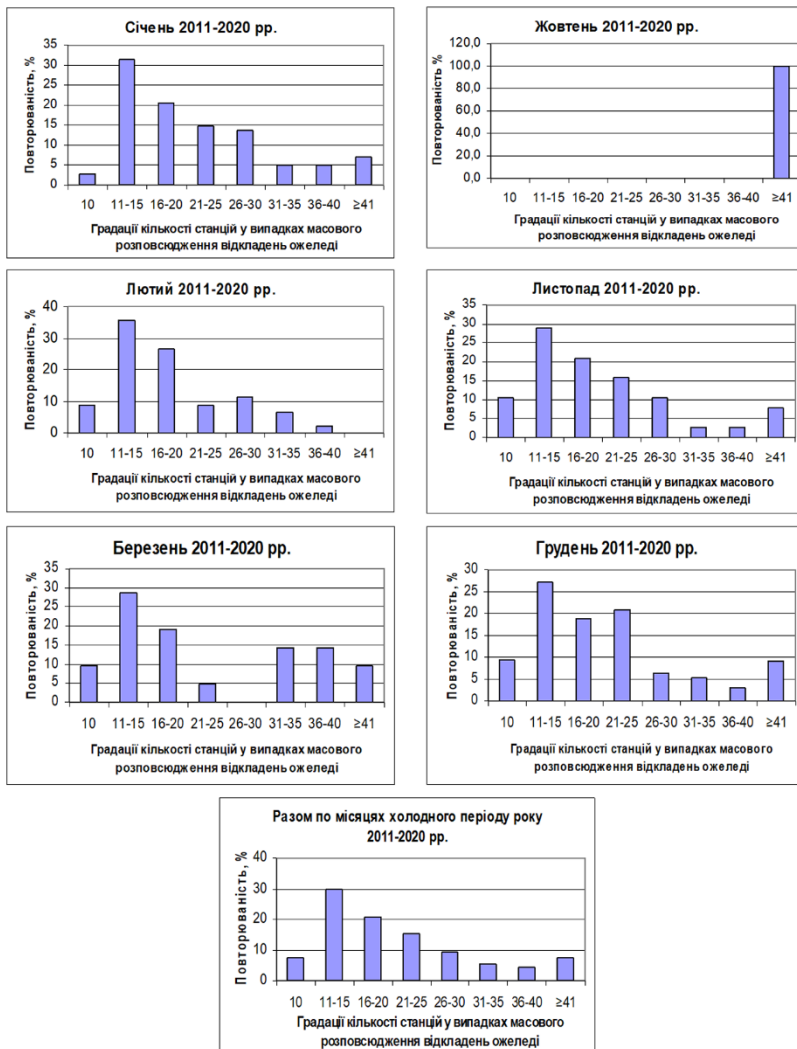 Січень 2011-2020 рр.
Повторюваність, %
35
30
25
20
15
10
5
0
10 11-15 16-20 21-25 26-30 31-35 36-40 ≥41
Градації кількості станцій у випадках масового
розповсюдження відкладень ожеледі
Жовтень 2011-2020 рр.
Повторюваність %
120,0
100,0
80,0
60,0
40,0
20,0
0,0
10 11-15 16-20 21-25 26-30 31-35 36-40 ≥41
Градації кількості станцій у випадках масового
розповсюдження відкладень ожеледі
Лютий 2011-2020 рр.
Повторюваність, %
40
30
20
10
0
10 11-15 16-20 21-25 26-30 31-35 36-40 ≥41
Градації кількості станцій у випадках масового
розповсюдження відкладень ожеледі
Листопад 2011-2020 рр.
Повторюваність, %
35
30
25
20
15
10
5
0
10 11-15 16-20 21-25 26-30 31-35 36-40 ≥41
Градації кількості станцій у випадках масового
розповсюдження відкладень ожеледі
Березень 2011-2020 рр.
Повторюваність, %
35
30
25
20
15
10
5
0
10 11-15 16-20 21-25 26-30 31-35 36-40 ≥41
Градації кількості станцій у випадках масового
розповсюдження відкладень ожеледі
Грудень 2011-2020 рр.
Повторюваність, %
30
25
20
15
10
5
0
10 11-15 16-20 21-25 26-30 31-35 36-40 ≥41
Градації кількості станцій у випадках масового
розповсюдження відкладень ожеледі
Разом по місяцях холодного періоду року
2011-2020 рр.
Повторюваність, %
40
30
20
10
0
10 11-15 16-20 21-25 26-30 31-35 36-40 ≥41
Градації кількості станцій у випадках масового
розповсюдження відкладень ожеледі